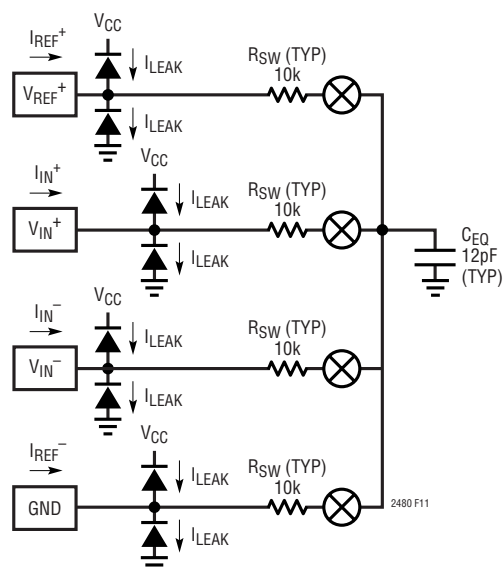 VCC
IREF+
ILEAK
RSW (TYP)
10k
VREF+
ILEAK
VCC
IIN+
ILEAK
RSW (TYP)
10k
VIN+
ILEAK
CEQ
12pF
(TYP)
VCC
IIN−
ILEAK
RSW (TYP)
10k
VIN−
ILEAK
VCC
IREF−
ILEAK
RSW (TYP)
10k
GND
2480 F11
ILEAK